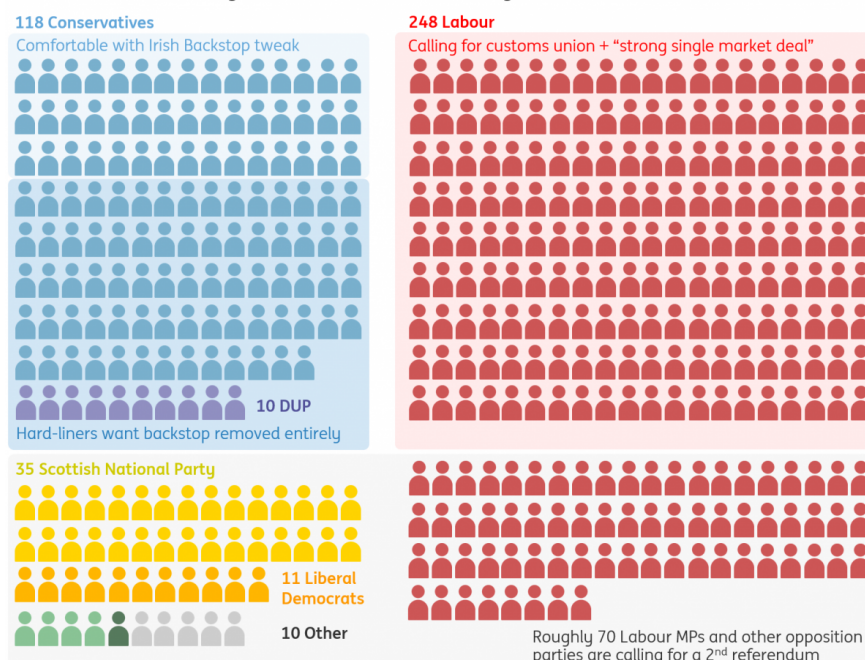 118 Conservatives
Comfortable with Irish Backstop tweak
10 DUP
Hard-liners want backstop removed entirely
248 Labour
Calling for customs union + “strong single market deal”
35 Scottish National Party
11 Liberal
Democrats
10 Other
Roughly 70 Labour MPs and other opposition
parties are calling for a 2nd referendum